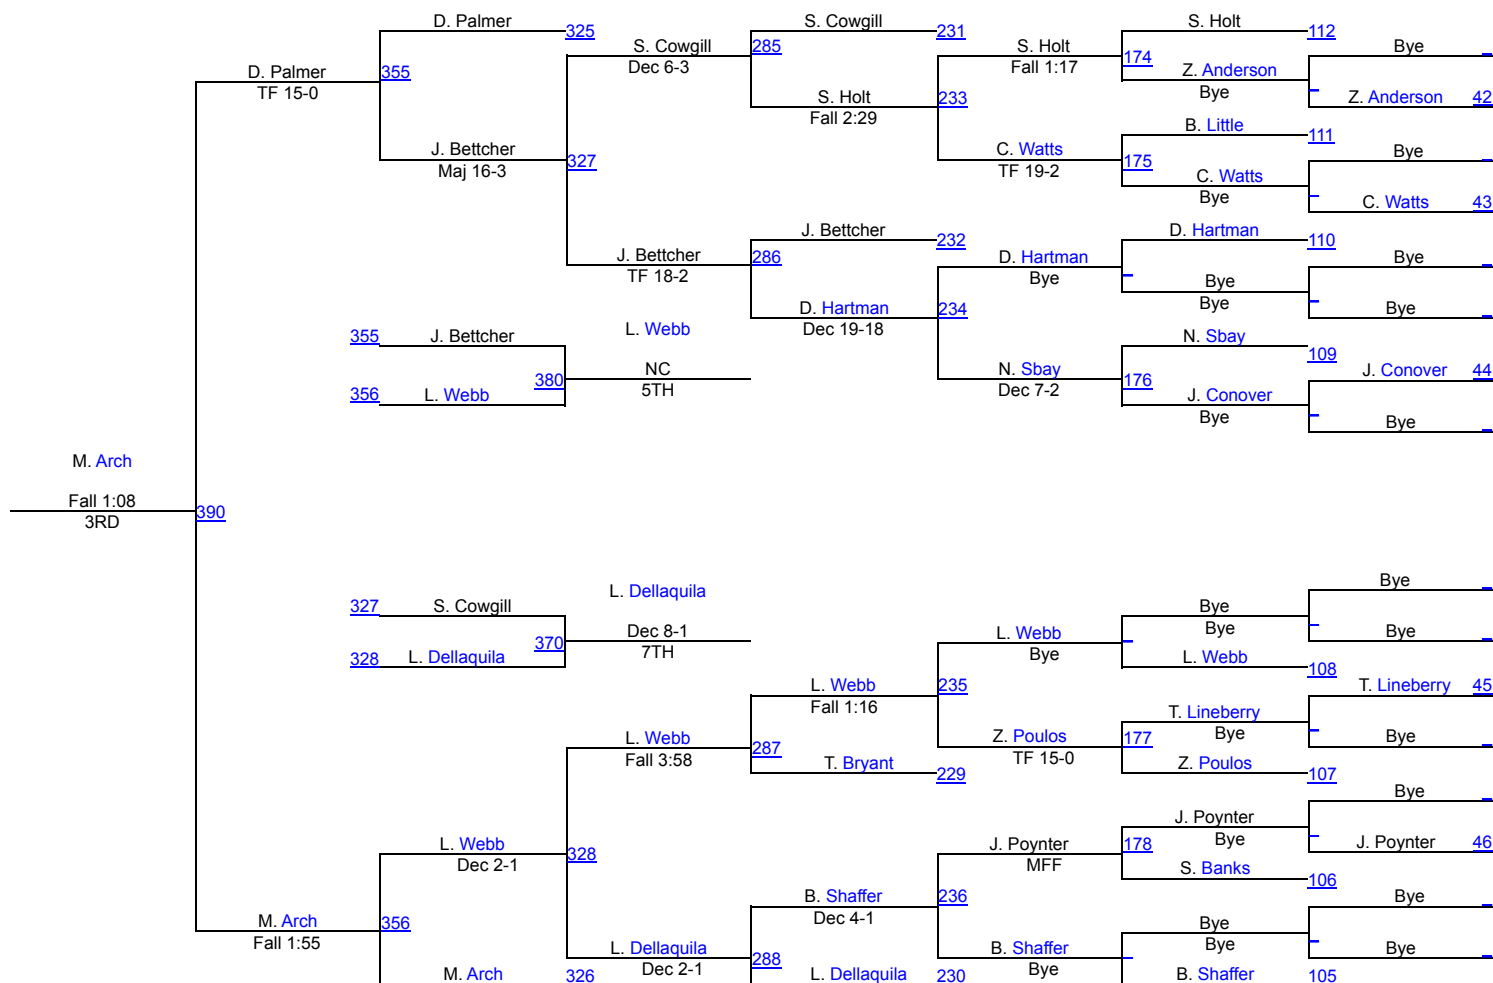 D. Palmer
325
S. Cowgill
231
S. Holt
112
Bye
S. Cowgill
285
S. Holt
174
Dec 6-3
Fall 1:17
Z. Anderson
D. Palmer
355
Bye
TF 15-0
S. Holt
233
Z. Anderson 42
Fall 2:29
B. Little
111
J. Bettcher
327
C. Watts
175
Bye
Maj 16-3
TF 19-2
C. Watts
Bye
C. Watts 43
J. Bettcher
232
D. Hartman
110
J. Bettcher
286
D. Hartman
Bye
TF 18-2
Bye
Bye
Bye
D. Hartman
234
Bye
Dec 19-18
L. Webb
355
J. Bettcher
N. Sbay
109
NC
380
5TH
N. Sbay
176
J. Conover 44
Dec 7-2
356
L. Webb
J. Conover
Bye
Bye
M. Arch
Fall 1:08
390
3RD
L. Dellaquila
Bye
327
S. Cowgill
Bye
Bye
Dec 8-1
370
7TH
L. Webb
Bye
Bye
328
L. Dellaquila
L. Webb
108
L. Webb
235
T. Lineberry 45
Fall 1:16
T. Lineberry
Bye
L. Webb
287
Z. Poulos
177
Bye
Fall 3:58
TF 15-0
T. Bryant
229
Z. Poulos
107
Bye
J. Poynter
Bye
L. Webb
328
J. Poynter
178
J. Poynter 46
Dec 2-1
MFF
S. Banks
106
B. Shaffer
236
Bye
Dec 4-1
M. Arch
356
Bye
Fall 1:55
Bye
L. Dellaquila
288
B. Shaffer
Bye
Dec 2-1
Bye
M. Arch
326
L. Dellaquila
230
B. Shaffer
105